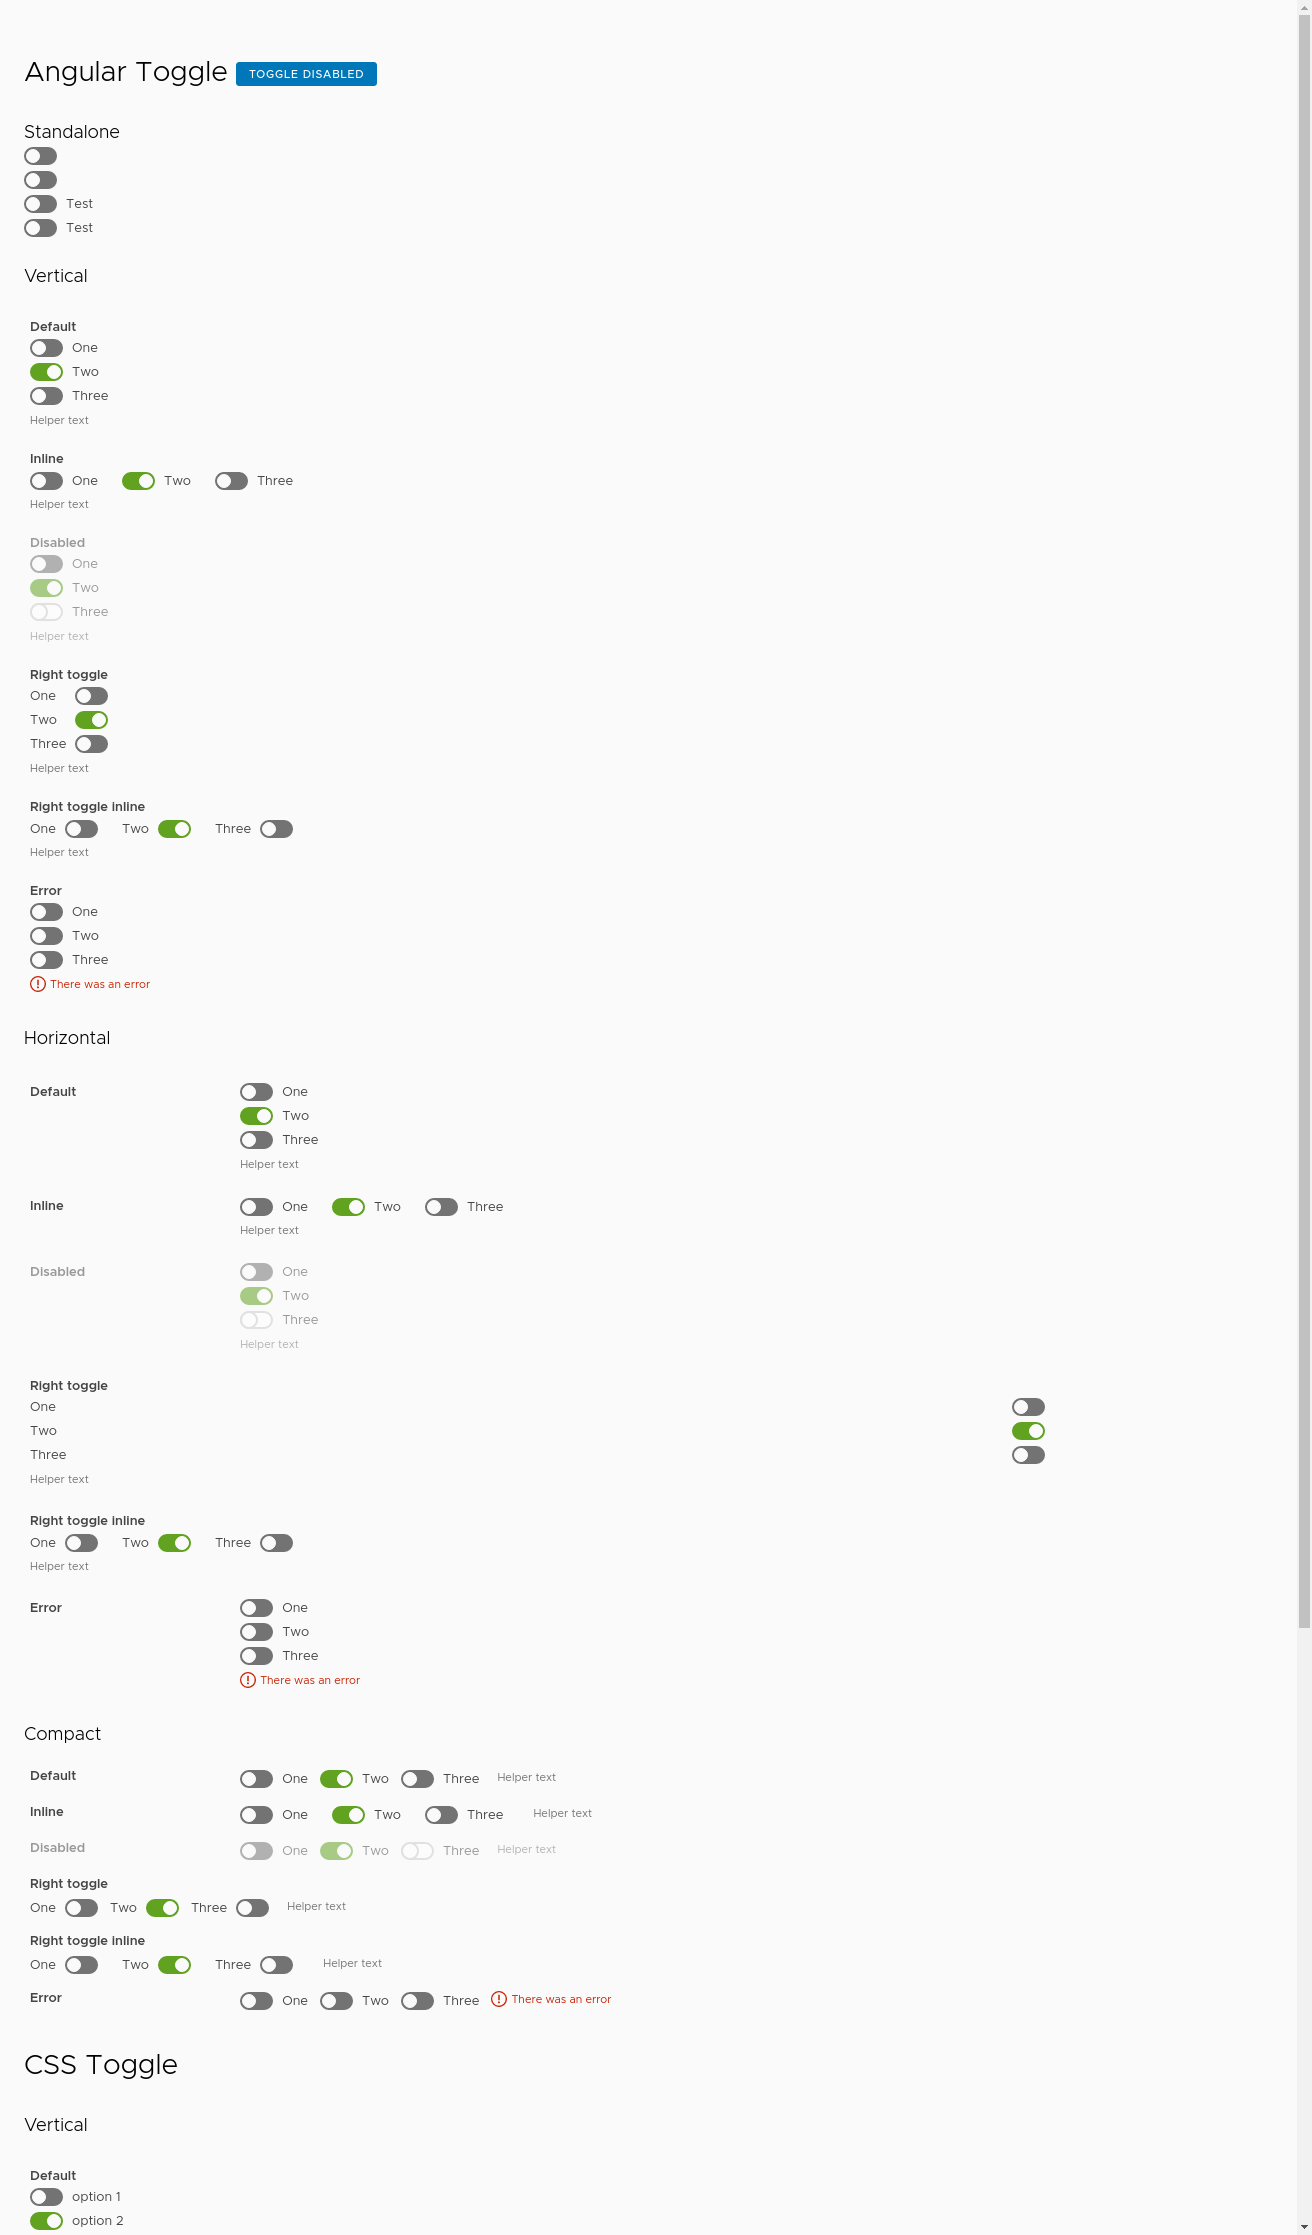 Angular Toggle TOGGLE DISABLED
Standalone
Test
Test
Vertical
Default
One
Two
Three
Helper text
Inline
One Two Three
Helper text
Disabled
One
Two
Three
Helper text
Right toggle
One
Two
Three
Helper text
Right toggle inline
One Two Three
Helper text
Error
One
Two
Three
There was an error
Horizontal
Default One
Two
Three
Helper text
Inline One Two Three
Helper text
Disabled One
Two
Three
Helper text
Right toggle
One
Two
Three
Helper text
Right toggle inline
One Two Three
Helper text
Error One
Two
Three
There was an error
Compact
Default One Two Three Helper text
Inline One Two Three Helper text
Disabled One Two Three Helper text
Right toggle
One Two Three Helper text
Right toggle inline
One Two Three Helper text
Error One Two Three There was an error
CSS Toggle
Vertical
Default
option 1
option 2